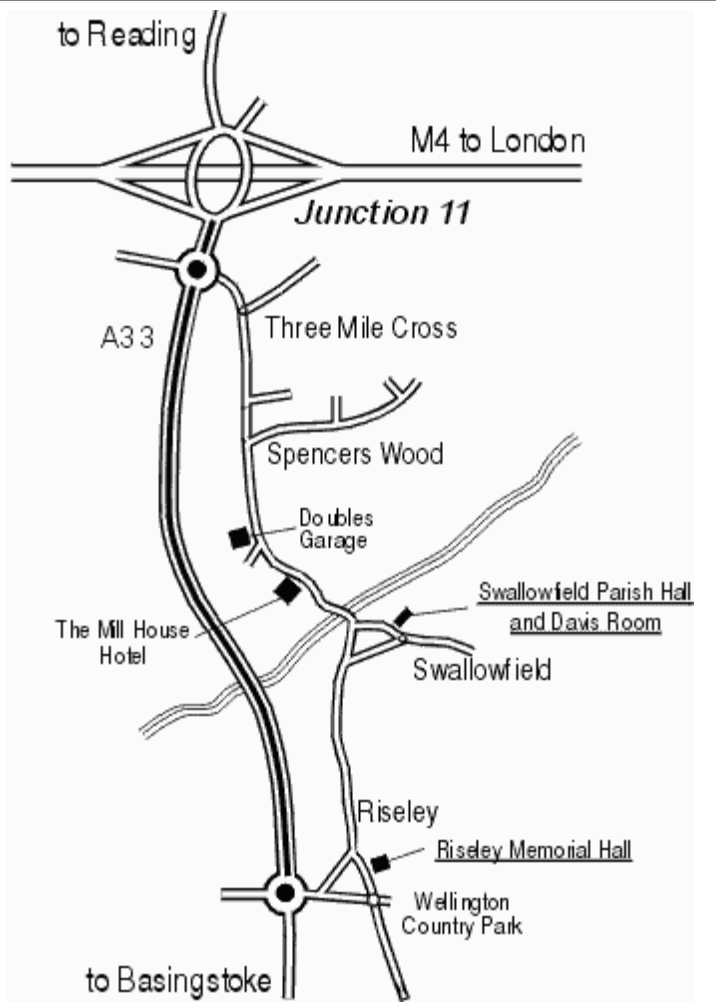 to Reading
M4 to London
Junction 11
A33
Three Mile Cross
Spencers Wood
Doubles
Garage
Swallowfield Parish Hall
and Davis Room
The Mill House
Hotel
Swallowfield
Riseley
Riseley Memorial Hall
Wellington
Country Park
to Basingstoke